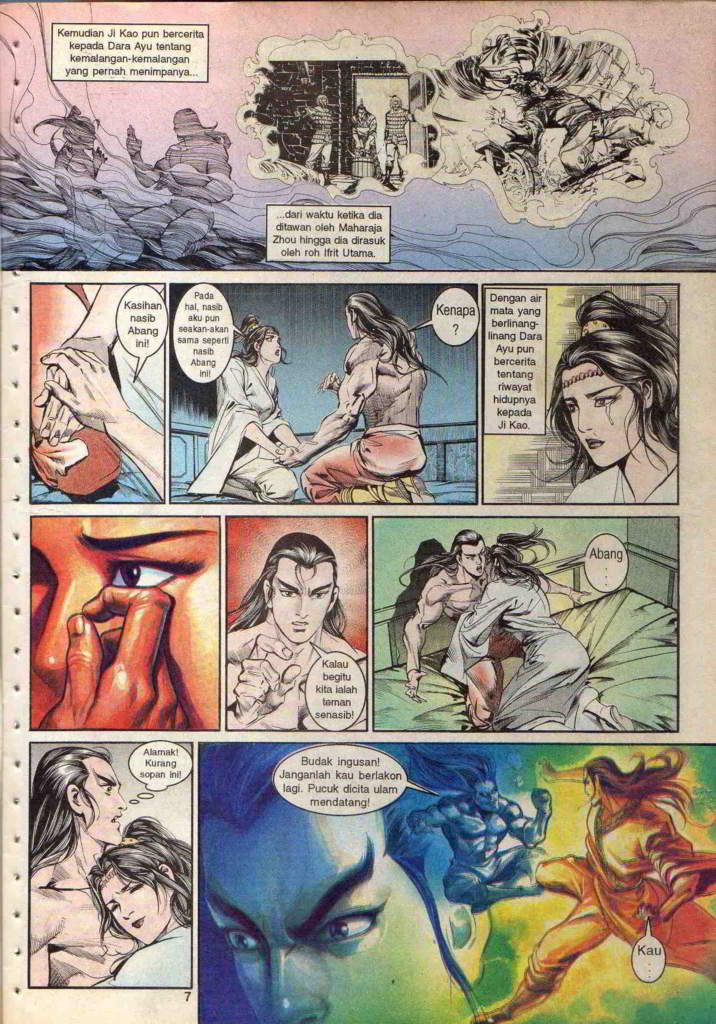 Kemudian Ji Kao pun bercerita
kepada Dara Ayu tentang
kemalangan-kemalangan
yang pernah menimpanya...
...dari waktu ketika dia
ditawan oleh Maharaja
Zhou hingga dia dirasuk
oleh roh Ifrit Utama.
Kasihan
nasib
Abang
ini!
Pada
hal, nasib
aku pun
seakan-akan
sama seperti
nasib
Abang
ini!
Kenapa
?
Dengan air
mata yang
berlinang-
linang Dara
Ayu pun
bercerita
tentang
riwayat
hidupnya
kepada
Ji Kao.
Kalau
begitu
kita ialah
ternan
senasib!
Abang
...
Alamak!
Kurang
sopan ini!
Budak ingusan!
Janganlah kau berlakon
lagi. Pucuk dicita ulam
mendatang!
Kau
...
7